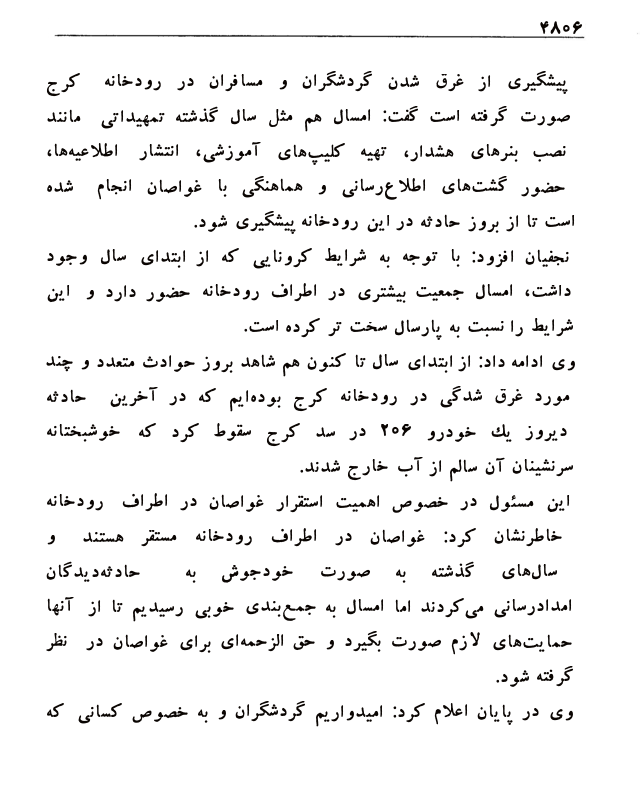 ۴۸۰۶
پیشگیری از غرق شدن گردشگران و مسافران در رودخانه کرج
صورت گرفته است گفت: امسال هم مثل سال گذشته تمهیداتی مانند
نصب بنرهای هشدار، تهیه کلیپ‌های آموزشی، انتشار اطلاعیه‌ها،
حضور گشت‌های اطلاع‌رسانی و هماهنگی با غواصان انجام شده
است تا از بروز حادثه در این رودخانه پیشگیری شود.
نجفیان افزود: با توجه به شرایط کرونایی که از ابتدای سال وجود
داشت، امسال جمعیت بیشتری در اطراف رودخانه حضور دارد و این
شرایط را نسبت به پارسال سخت تر کرده است.
وی ادامه داد: از ابتدای سال تا کنون هم شاهد بروز حوادث متعدد و چند
مورد غرق شدگی در رودخانه کرج بوده‌ایم که در آخرین حادثه
دیروز یك خودرو ۲۰۶ در سد کرج سقوط کرد که خوشبختانه
سرنشینان آن سالم از آب خارج شدند.
این مسئول در خصوص اهمیت استقرار غواصان در اطراف رودخانه
خاطرنشان کرد: غواصان در اطراف رودخانه مستقر هستند و
سال‌های گذشته به صورت خودجوش به حادثه‌دیدگان
امدادرسانی می‌کردند اما امسال به جمع‌بندی خوبی رسیدیم تا از آنها
حمایت‌های لازم صورت بگیرد و حق الزحمه‌ای برای غواصان در نظر
گرفته شود.
وی در پایان اعلام کرد: امیدواریم گردشگران و به خصوص کسانی که